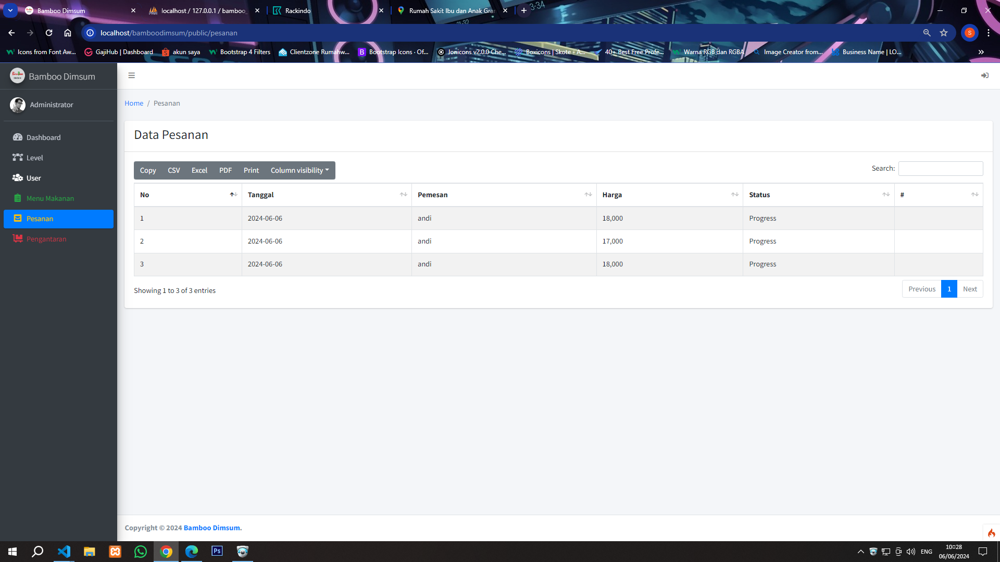 Bamboo Dimsum
localhost / 127.0.0.1 / bamboo_
Rackindo
Rumah Sakit Ibu dan Anak Gran
3-34
localhost/bamboodimsum/public/pesanan
S
Icons from Font Aw...
GajiHub | Dashboard
akun saya
Bootstrap 4 Filters
Clientzone Rumahw...
B
Bootstrap Icons · Of...
Ionicons v2.0.0 Che...
Boxicons | Skote - A...
40+ Best Free Profe...
Warna RGB dan RGBA
Image Creator from...
Business Name | LO...
Bamboo Dimsum
Administrator
Dashboard
Level
User
Menu Makanan
Pesanan
Pengantaran
Home / Pesanan
Data Pesanan
Copy CSV Excel PDF Print Column visibility
Search:
No Tanggal Pemesan Harga Status #
1 2024-06-06 andi 18,000 Progress
2 2024-06-06 andi 17,000 Progress
3 2024-06-06 andi 18,000 Progress
Showing 1 to 3 of 3 entries
Previous 1 Next
Copyright © 2024 Bamboo Dimsum.
Ps
ENG
10:28
06/06/2024